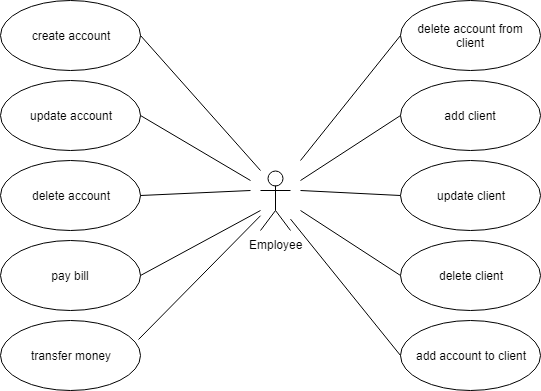 create account
update account
delete account
pay bill
transfer money
Employee
delete account from
client
add client
update client
delete client
add account to client